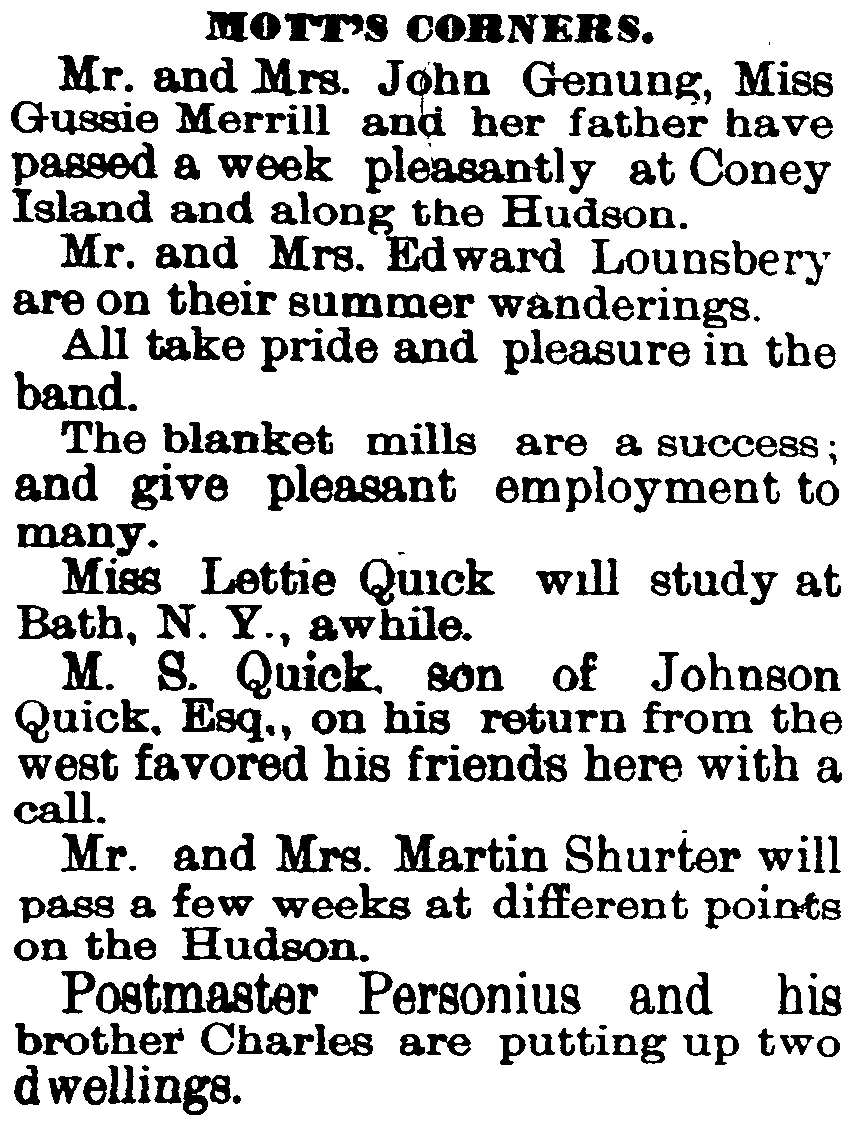 MOTT'S CORNERS.
Mr. and Mrs. John Genung, Miss
Gussie Merrill and her father have
passed a week pleasantly at Coney
Island and along the Hudson.
Mr. and Mrs. Edward Lounsbery
are on their summer wanderings.
All take pride and pleasure in the
band.
The blanket mills are a success;
and give pleasant employment to
many.
Miss Lettie Quick will study at
Bath, N. Y., awhile.
M. S. Quick, son of Johnson
Quick, Esq., on his return from the
west favored his friends here with a
call.
Mr. and Mrs. Martin Shurter will
pass a few weeks at different points
on the Hudson.
Postmaster Personius and his
brother Charles are putting up two
dwellings.